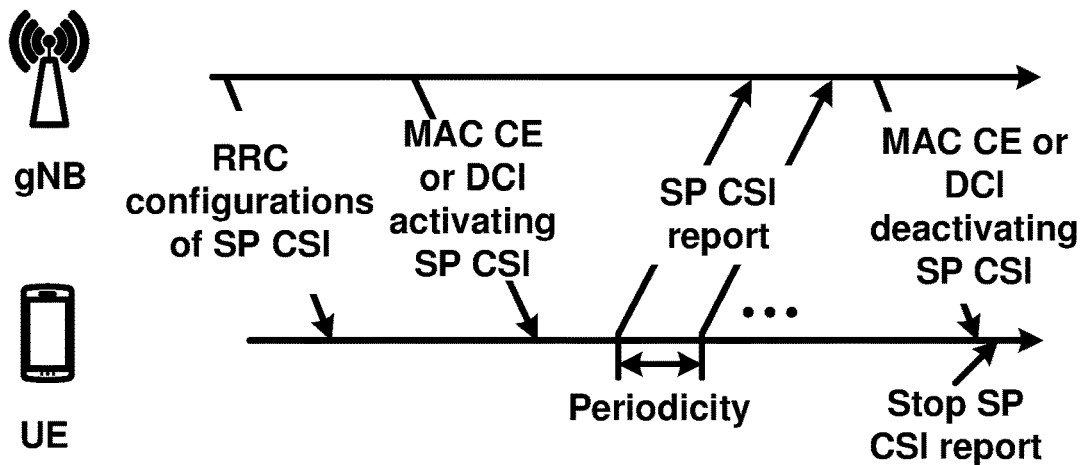 gNB
RRC
configurations
of SP CSI
MAC CE
or DCI
activating
SP CSI
SP CSI
report
MAC CE or
DCI
deactivating
SP CSI
...
Periodicity
Stop SP
CSI report
UE